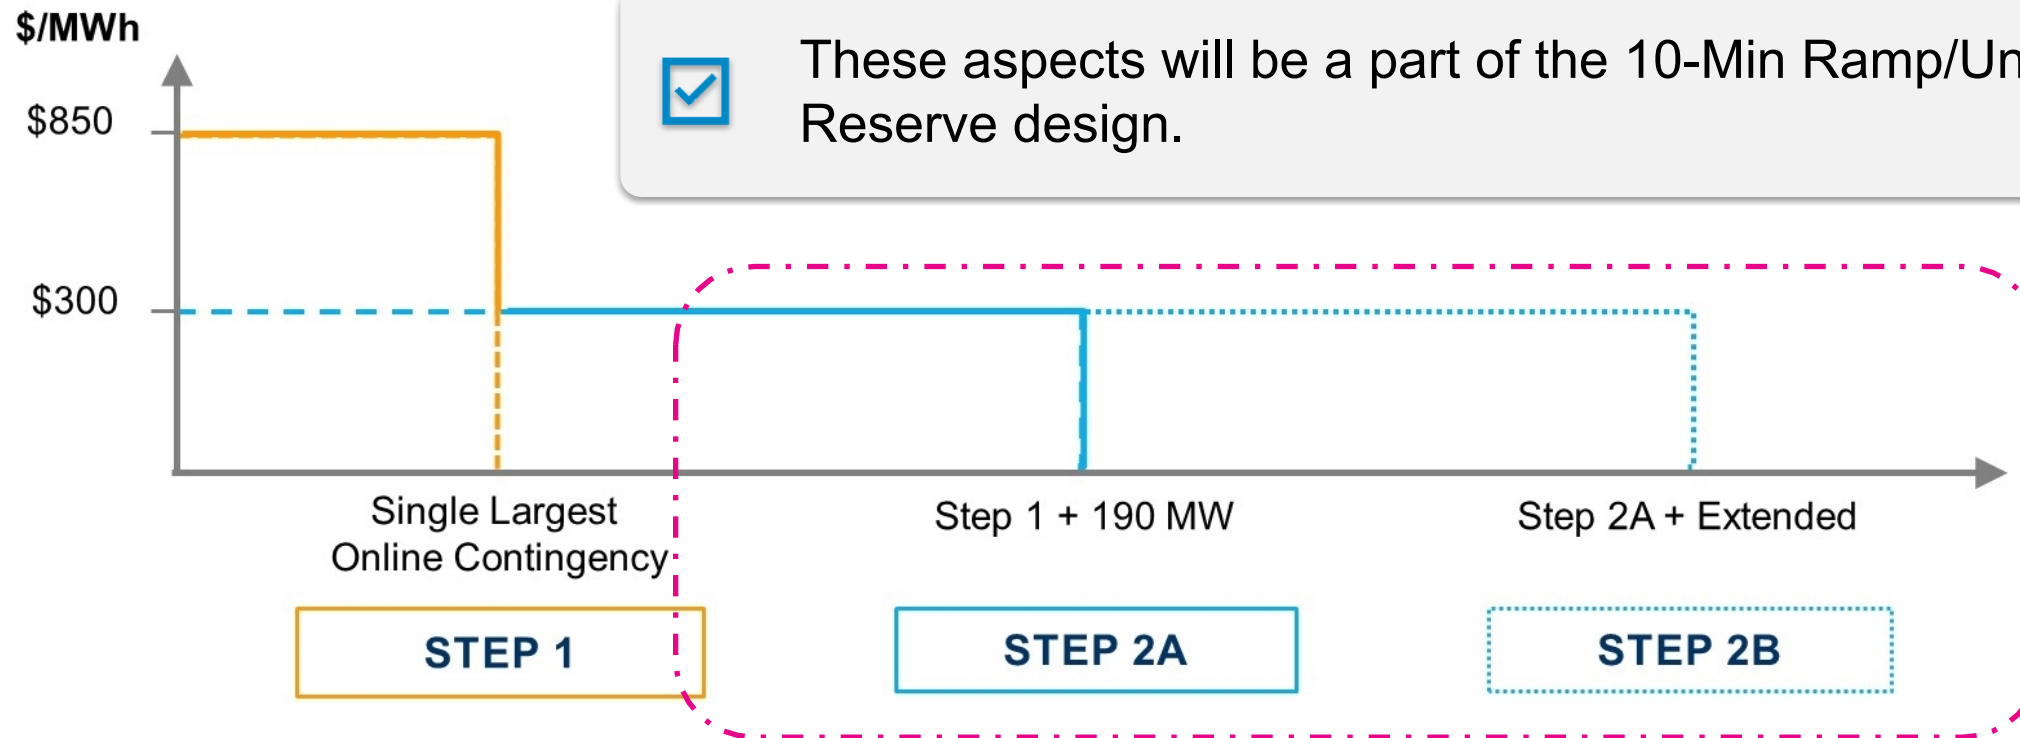 $/MWh
These aspects will be a part of the 10-Min Ramp/Un
Reserve design.
$850
$300
Single Largest
Online Contingency
Step 1 + 190 MW
Step 2A + Extended
STEP 1
STEP 2A
STEP 2B